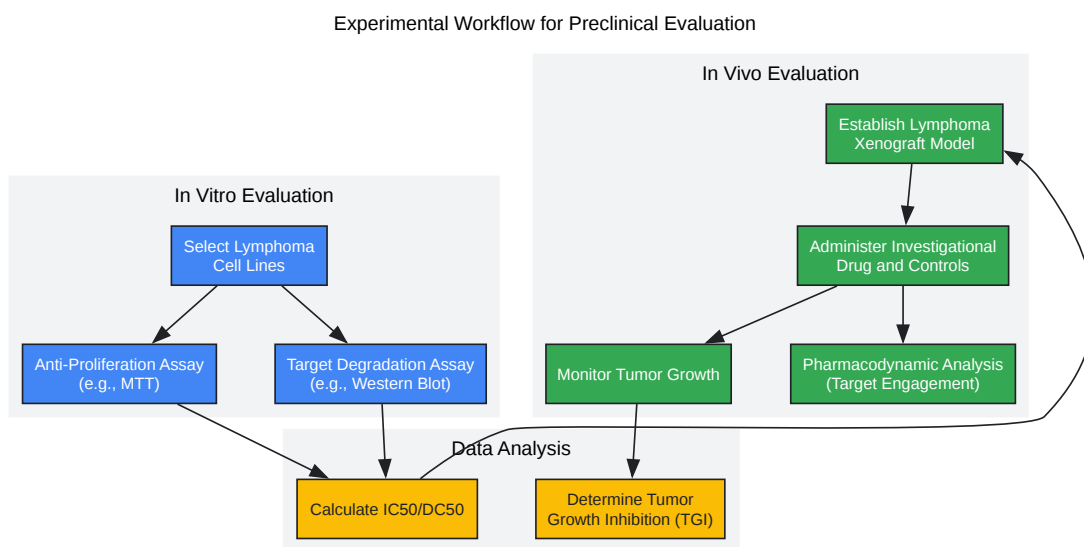 Experimental Workflow for Preclinical Evaluation
In Vivo Evaluation
Establish Lymphoma
Xenograft Model
In Vitro Evaluation
Select Lymphoma
Cell Lines
Administer Investigational
Drug and Controls
Anti-Proliferation Assay
(e.g., MTT)
Target Degradation Assay
(e.g., Western Blot)
Monitor Tumor Growth
Pharmacodynamic Analysis
(Target Engagement)
Data Analysis
Calculate IC50/DC50
Determine Tumor
Growth Inhibition (TGI)